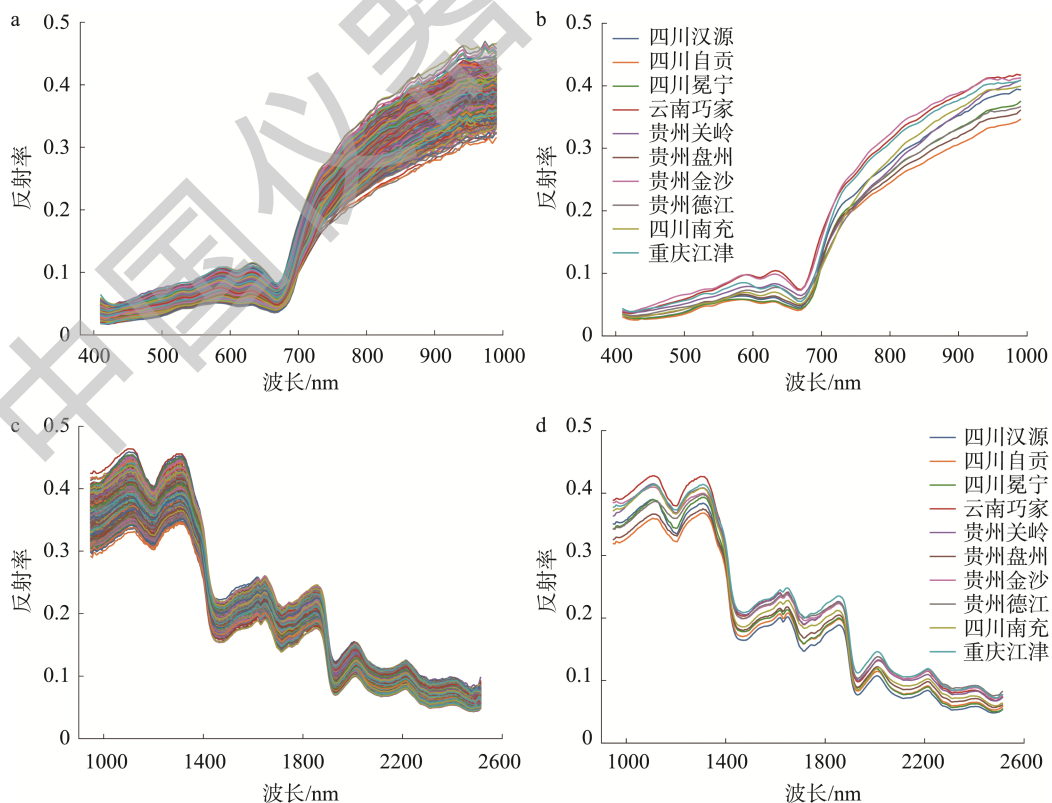 a
0.5
0.4
0.3
0.2
0.1
0
反射率
400 500 600 700 800 900 1000
波长/nm
b
0.5
0.4
0.3
0.2
0.1
0
反射率
四川汉源
四川自贡
四川冕宁
云南巧家
贵州关岭
贵州盘州
贵州金沙
贵州德江
四川南充
重庆江津
400 500 600 700 800 900 1000
波长/nm
c
0.5
0.4
0.3
0.2
0.1
0
反射率
1000 1400 1800 2200 2600
波长/nm
d
0.5
0.4
0.3
0.2
0.1
0
反射率
四川汉源
四川自贡
四川冕宁
云南巧家
贵州关岭
贵州盘州
贵州金沙
贵州德江
四川南充
重庆江津
1000 1400 1800 2200 2600
波长/nm
中国仪器